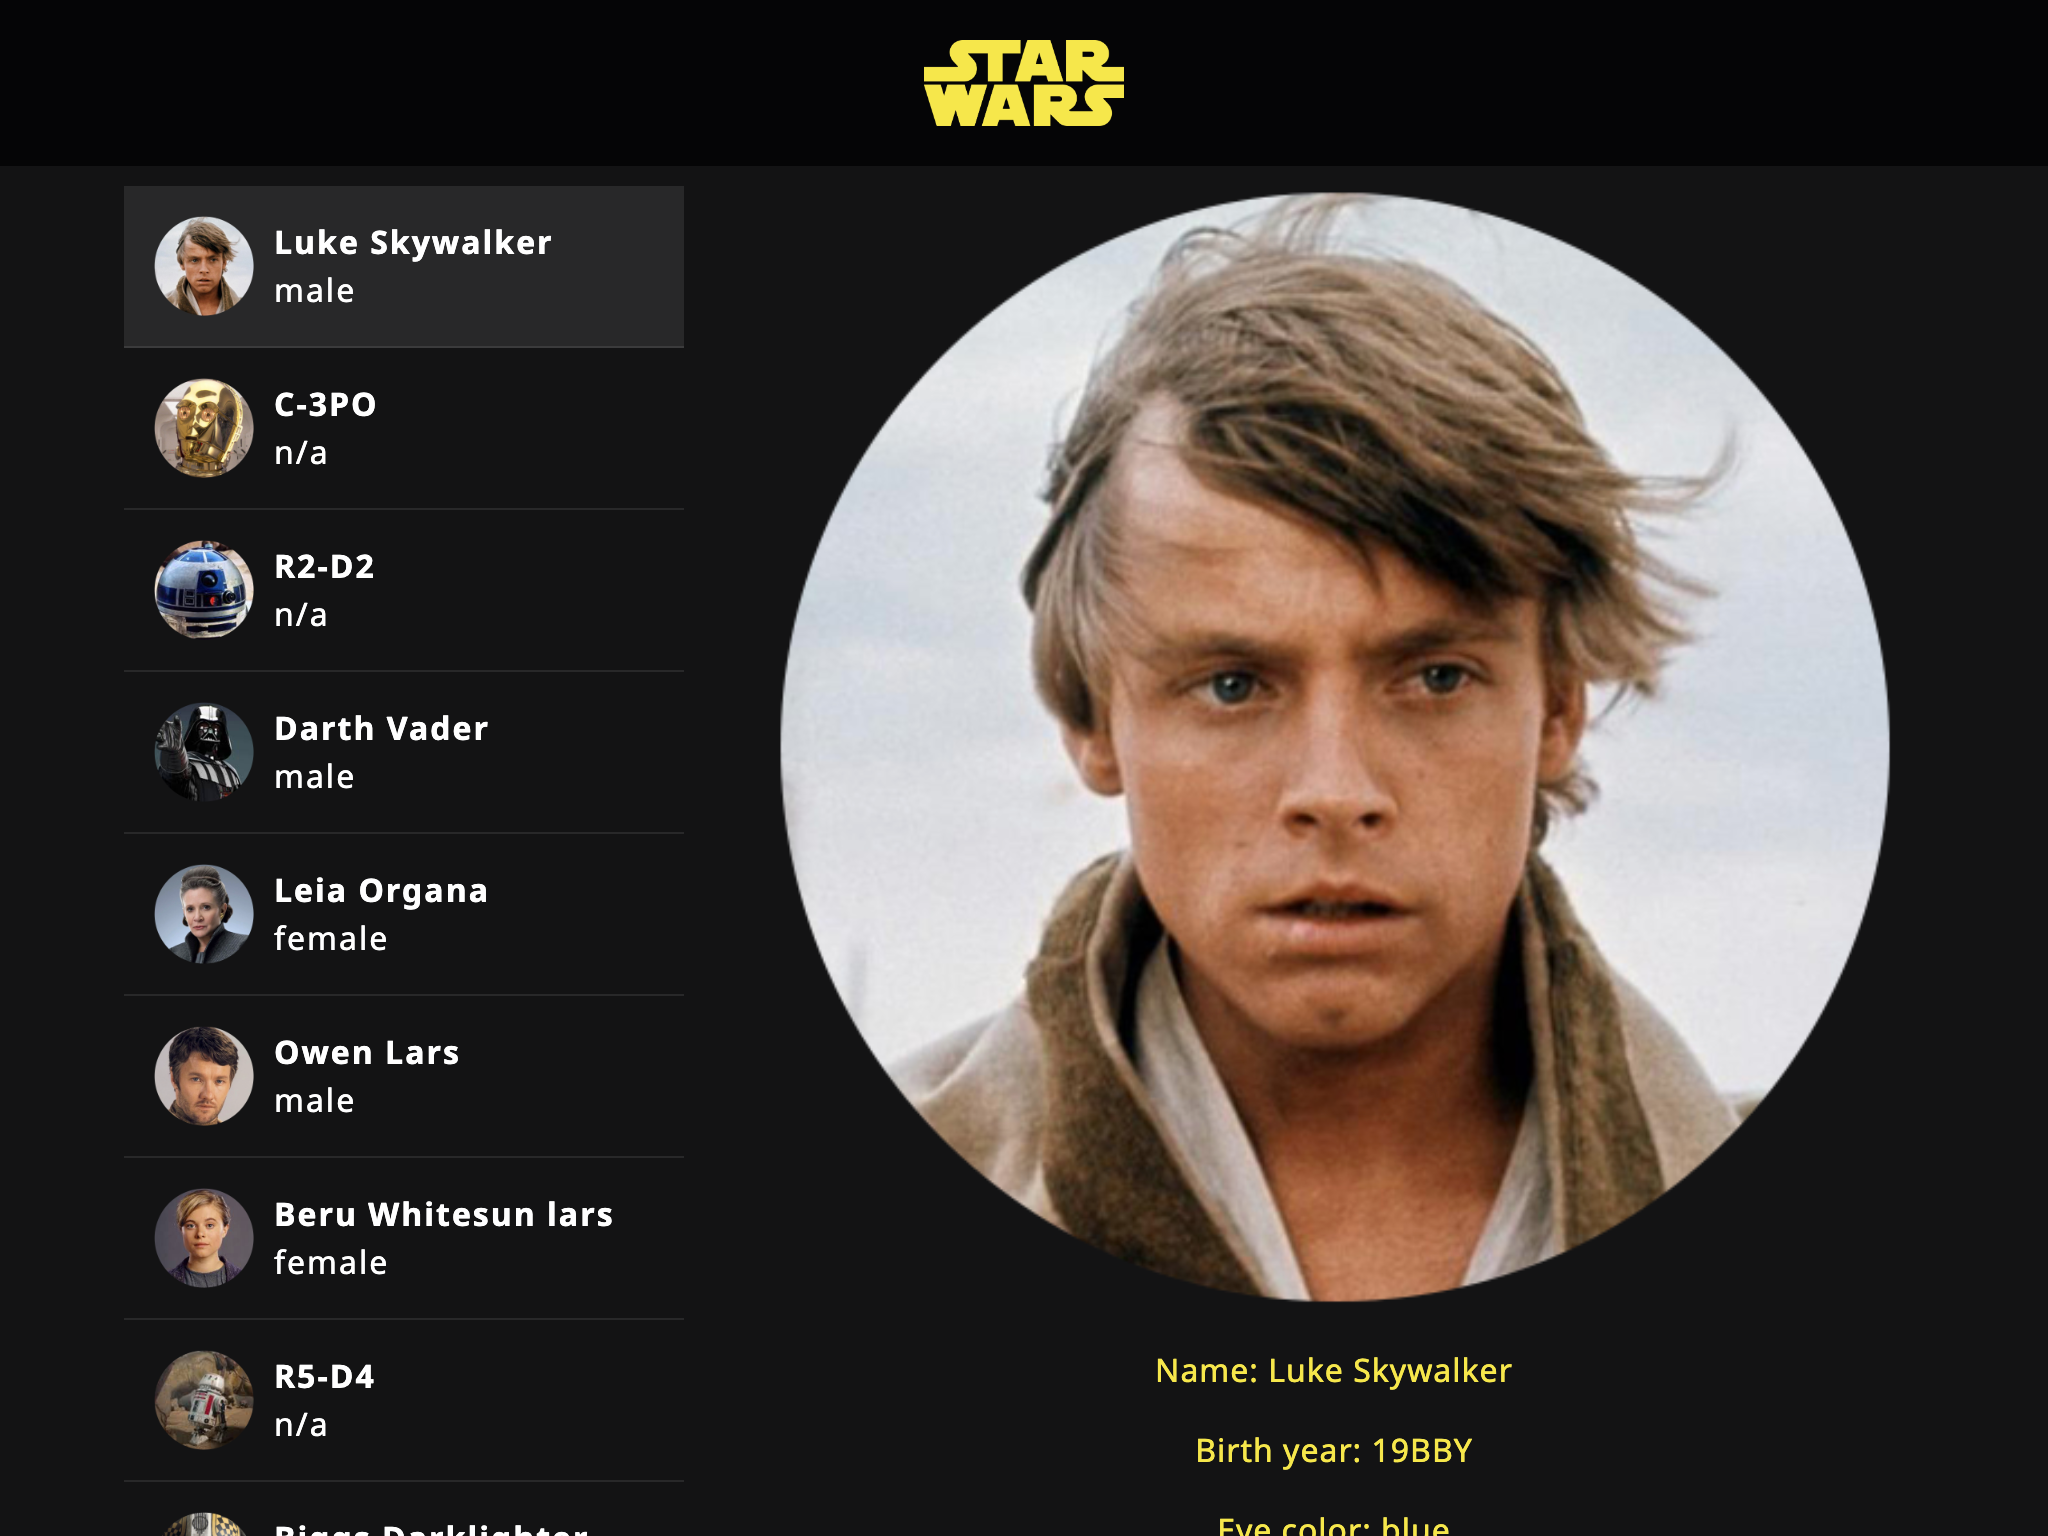 STAR
WARS
Luke Skywalker
male
C-3PO
n/a
R2-D2
n/a
Darth Vader
male
Leia Organa
female
Owen Lars
male
Beru Whitesun lars
female
R5-D4
n/a
Biggs Darklighter
Name: Luke Skywalker
Birth year: 19BBY
Eye color: blue